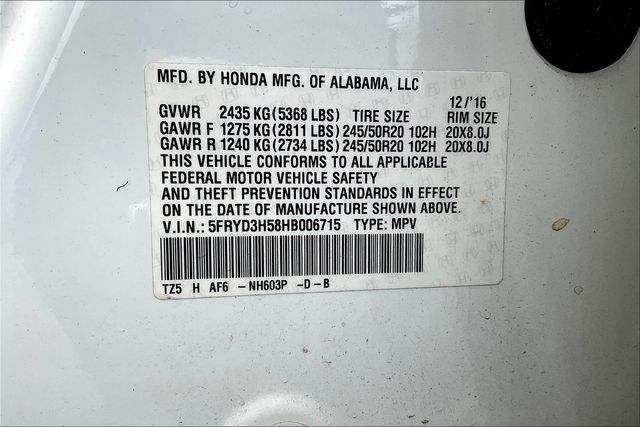 MFD. BY HONDA MFG. OF ALABAMA, LLC
12/'16
GVWR 2435 KG(5368 LBS) TIRE SIZE RIM SIZE
GAWR F 1275 KG(2811 LBS) 245/50R20 102H 20X8.0J
GAWR R 1240 KG(2734 LBS) 245/50R20 102H 20X8.0J
THIS VEHICLE CONFORMS TO ALL APPLICABLE
FEDERAL MOTOR VEHICLE SAFETY
AND THEFT PREVENTION STANDARDS IN EFFECT
ON THE DATE OF MANUFACTURE SHOWN ABOVE.
V.I.N.: 5FRYD3H58HB006715 TYPE: MPV
TZ5 H AF6 -NH603P -D-B